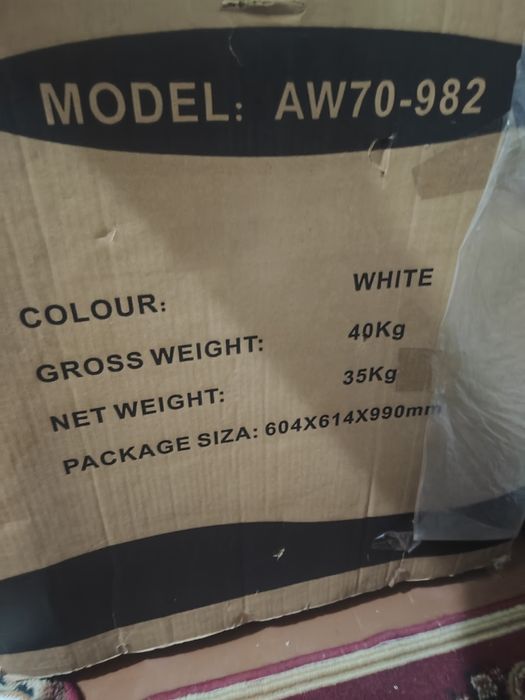 MODEL: AW70-982
COLOUR: WHITE
GROSS WEIGHT: 40Kg
NET WEIGHT: 35Kg
PACKAGE SIZA: 604X614X990mm